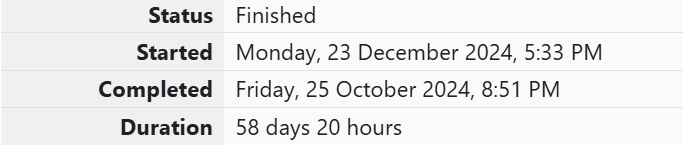 Status Finished
Started Monday, 23 December 2024, 5:33 PM
Completed Friday, 25 October 2024, 8:51 PM
Duration 58 days 20 hours